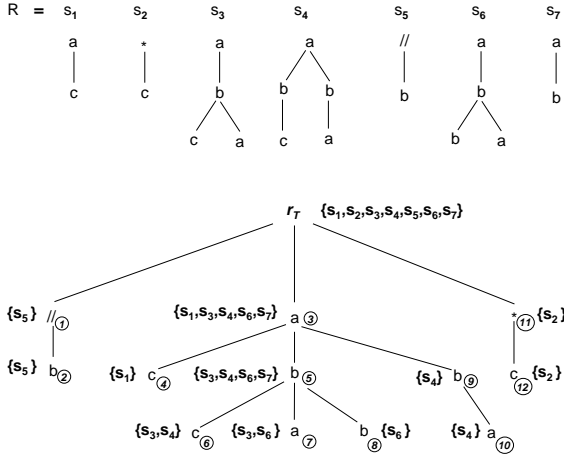 R = s1 s2 s3 s4 s5 s6 s7
a * a a // a a
c c b b b b b b
c a c a b a
rT {s1,s2,s3,s4,s5,s6,s7}
{s5} // 1 {s1,s3,s4,s6,s7} a 3 * 11 {s2}
{s5} b 2 {s1} c 4 {s3,s4,s6,s7} b 5 {s4} b 9 c 12 {s2}
{s3,s4} c 6 {s3,s6} a 7 b 8 {s6} {s4} a 10